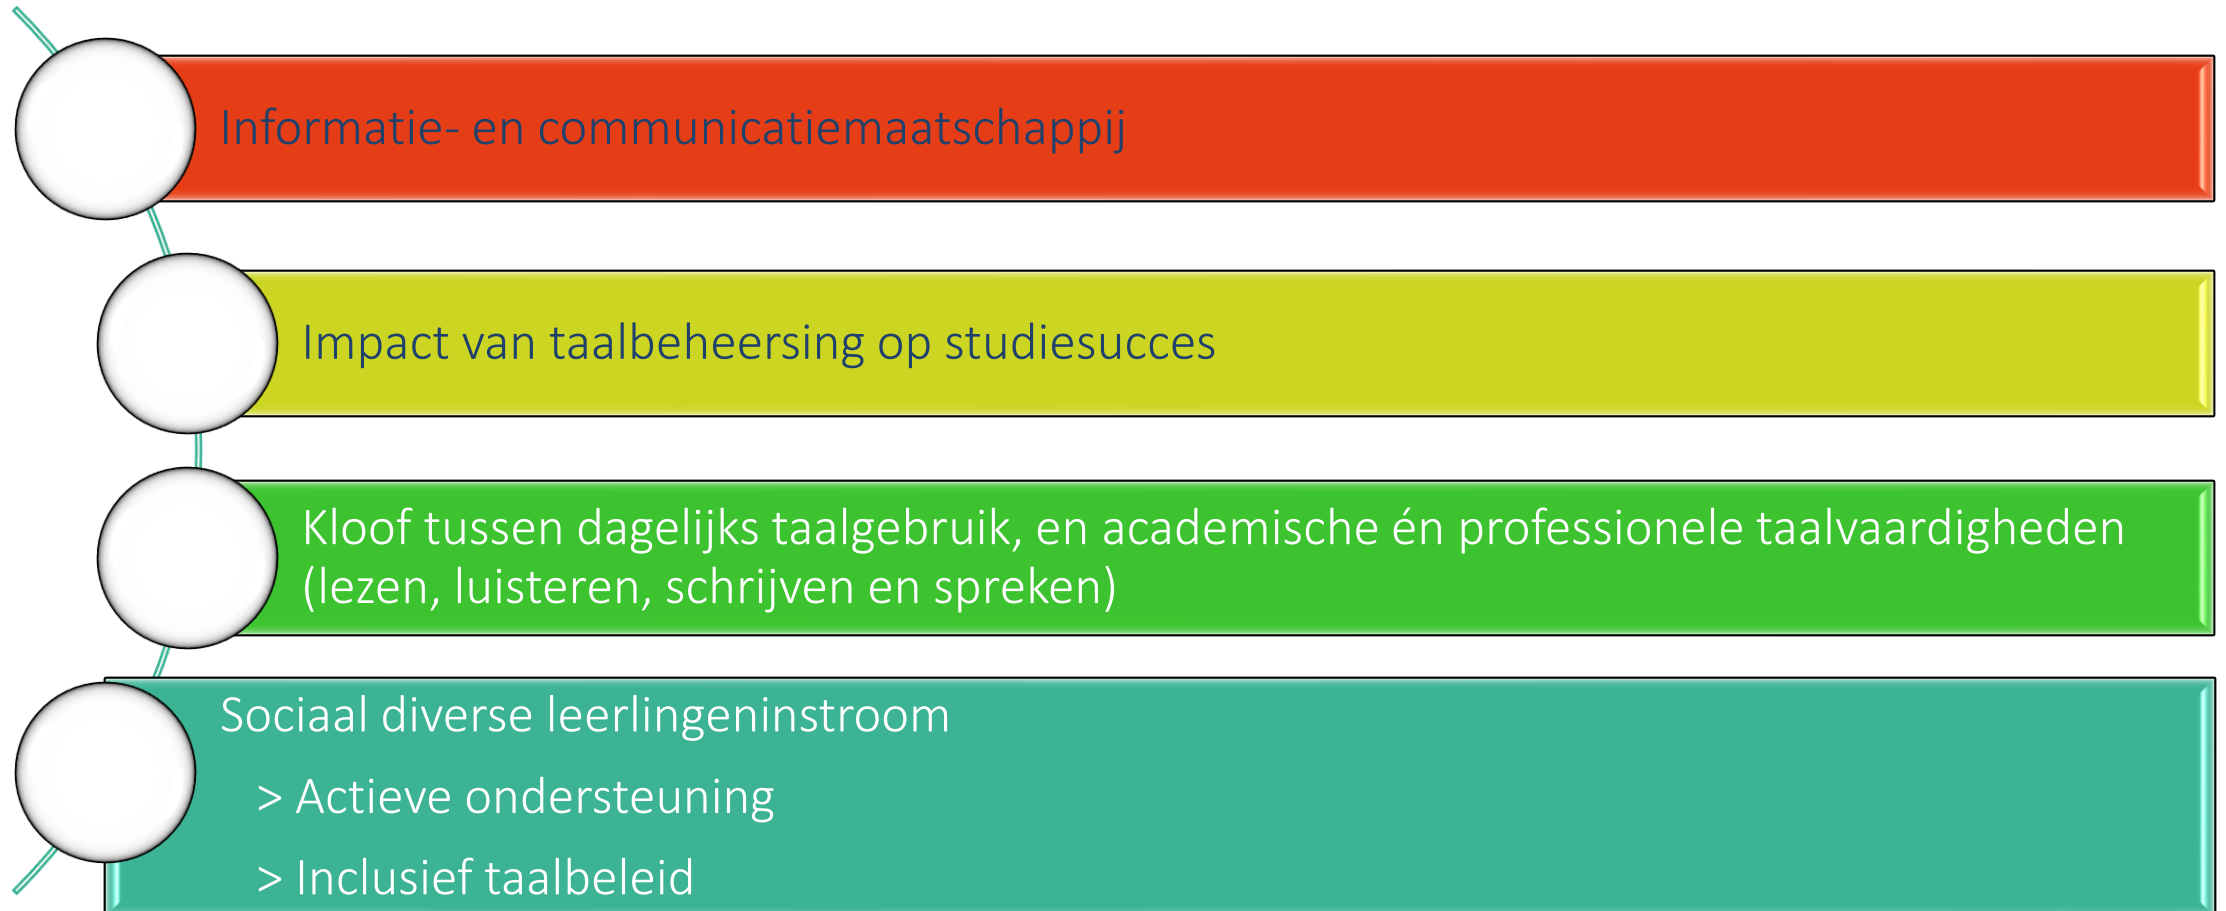 Informatie- en communicatiemaatschappij
Impact van taalbeheersing op studiesucces
Kloof tussen dagelijks taalgebruik, en academische én professionele taalvaardigheden
(lezen, luisteren, schrijven en spreken)
Sociaal diverse leerlingeninstroom
> Actieve ondersteuning
> Inclusief taalbeleid